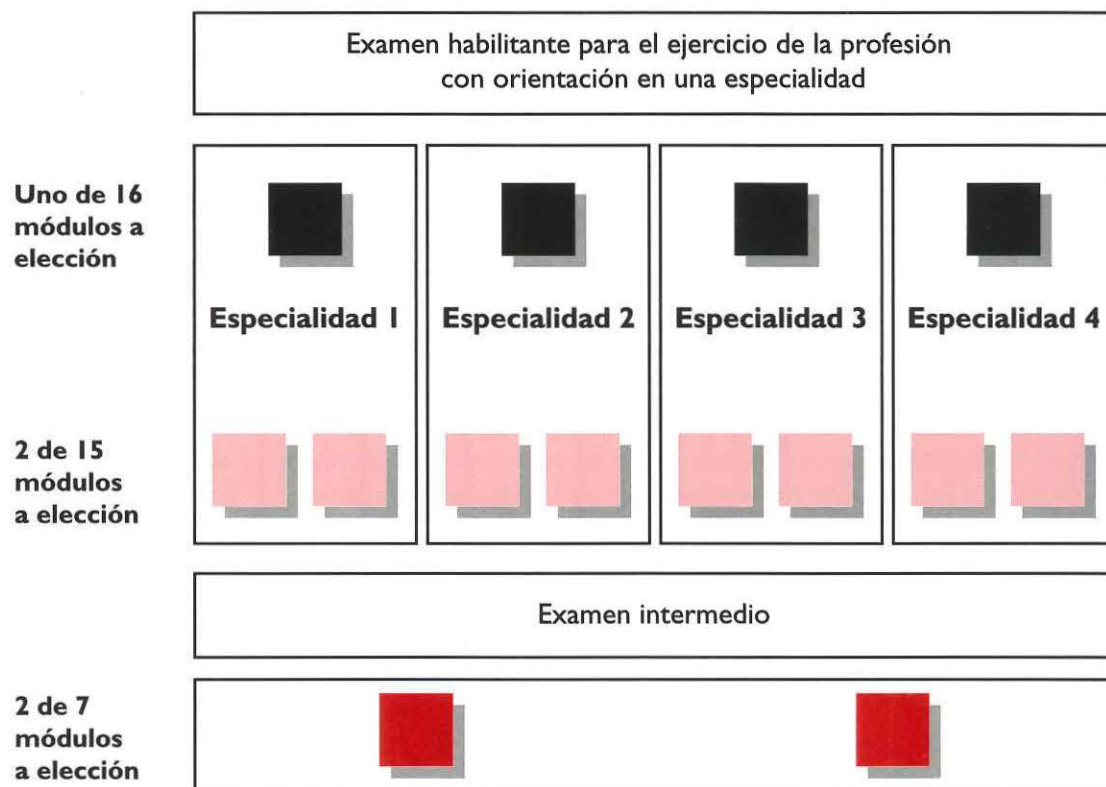 Examen habilitante para el ejercicio de la profesión
con orientación en una especialidad
Uno de 16
módulos a
elección
Especialidad 1
Especialidad 2
Especialidad 3
Especialidad 4
2 de 15
módulos
a elección
Examen intermedio
2 de 7
módulos
a elección